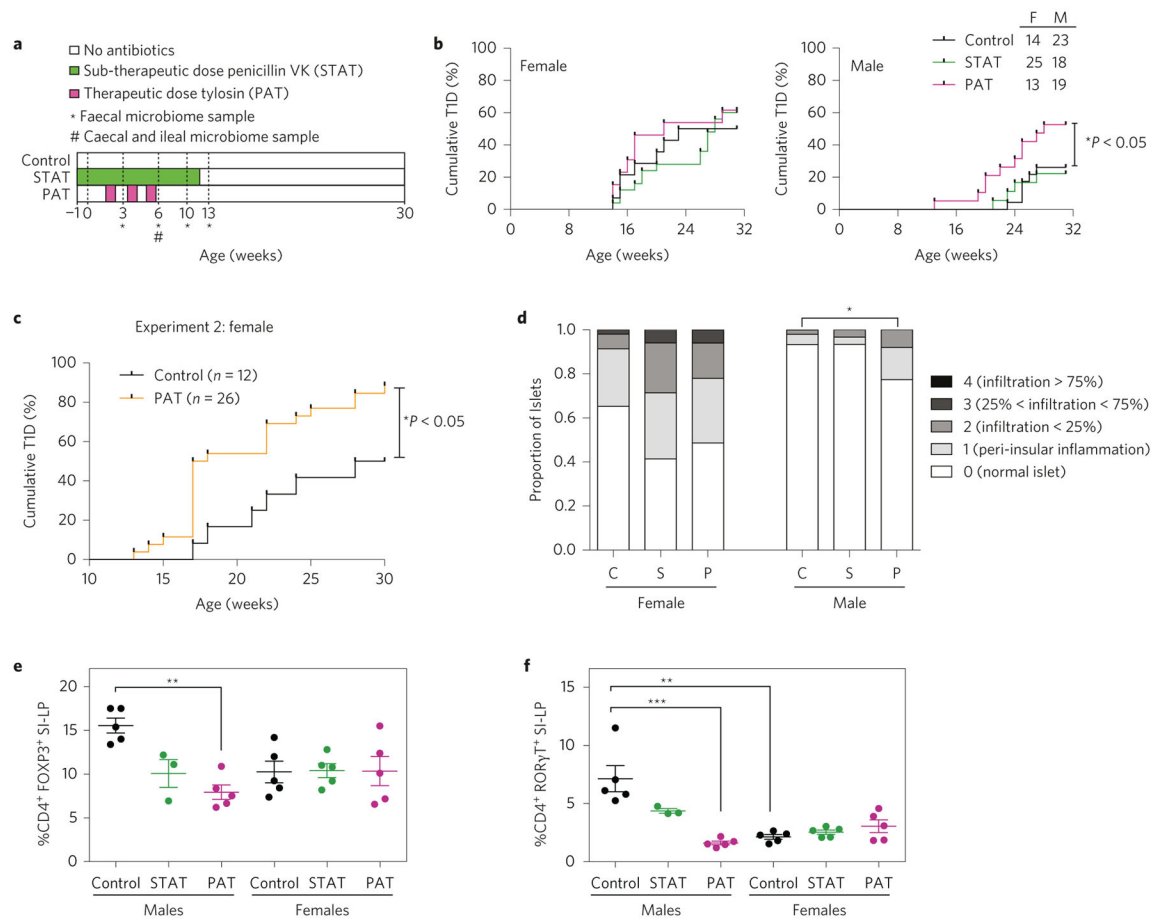 a
No antibiotics
Sub-therapeutic dose penicillin VK (STAT)
Therapeutic dose tylosin (PAT)
* Faecal microbiome sample
# Caecal and ileal microbiome sample
Control
STAT
PAT
−1 0 3 6 10 13 30
* * * *
#
Age (weeks)
b
F M
Control 14 23
STAT 25 18
PAT 13 19
Female
Cumulative T1D (%)
100
80
60
40
20
0
0 8 16 24 32
Age (weeks)
Male
Cumulative T1D (%)
100
80
60
40
20
0
*P < 0.05
0 8 16 24 32
Age (weeks)
c
Experiment 2: female
Control (n = 12)
PAT (n = 26)
Cumulative T1D (%)
100
80
60
40
20
0
*P < 0.05
10 15 20 25 30
Age (weeks)
d
*
Proportion of Islets
1.0
0.8
0.6
0.4
0.2
0.0
C S P C S P
Female Male
4 (infiltration > 75%)
3 (25% < infiltration < 75%)
2 (infiltration < 25%)
1 (peri-insular inflammation)
0 (normal islet)
e
%CD4+ FOXP3+ SI-LP
20
15
10
5
0
**
Control STAT PAT Control STAT PAT
Males Females
f
%CD4+ RORγT+ SI-LP
15
10
5
0
**
***
Control STAT PAT Control STAT PAT
Males Females